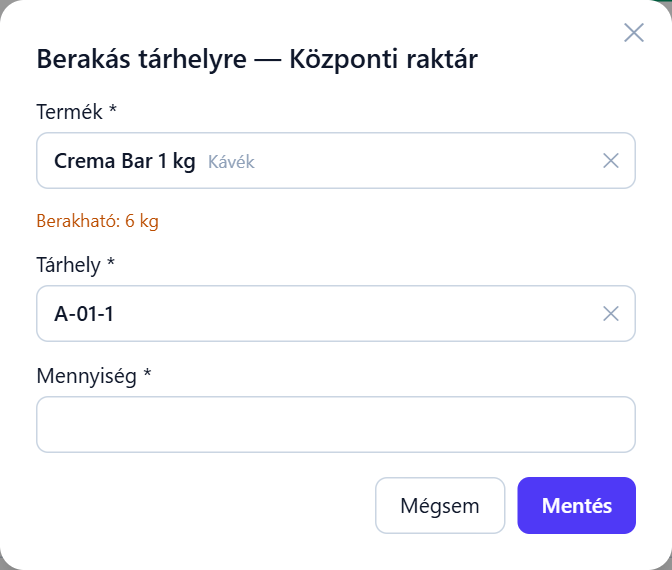 Berakás tárhelyre — Központi raktár
Termék *
Crema Bar 1 kg Kávék
Berakható: 6 kg
Tárhely *
A-01-1
Mennyiség *
Mégsem Mentés